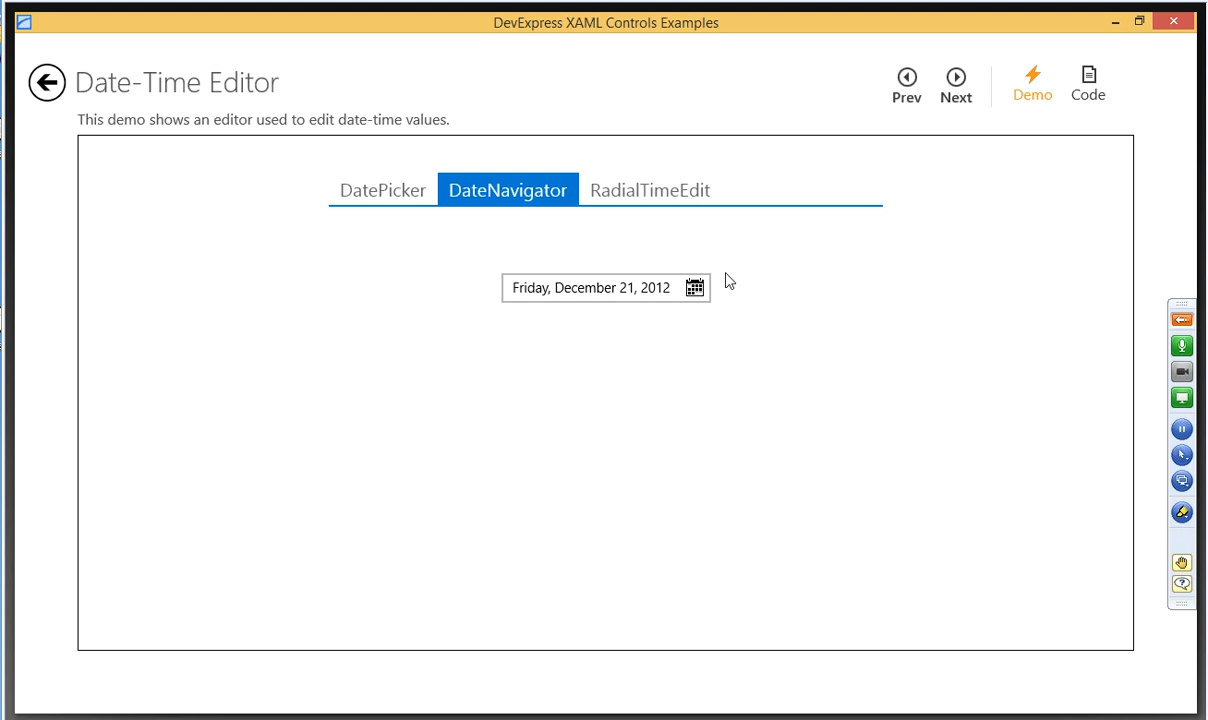 DevExpress XAML Controls Examples
Date-Time Editor
Prev
Next
Demo
Code
This demo shows an editor used to edit date-time values.
DatePicker
DateNavigator
RadialTimeEdit
Friday, December 21, 2012